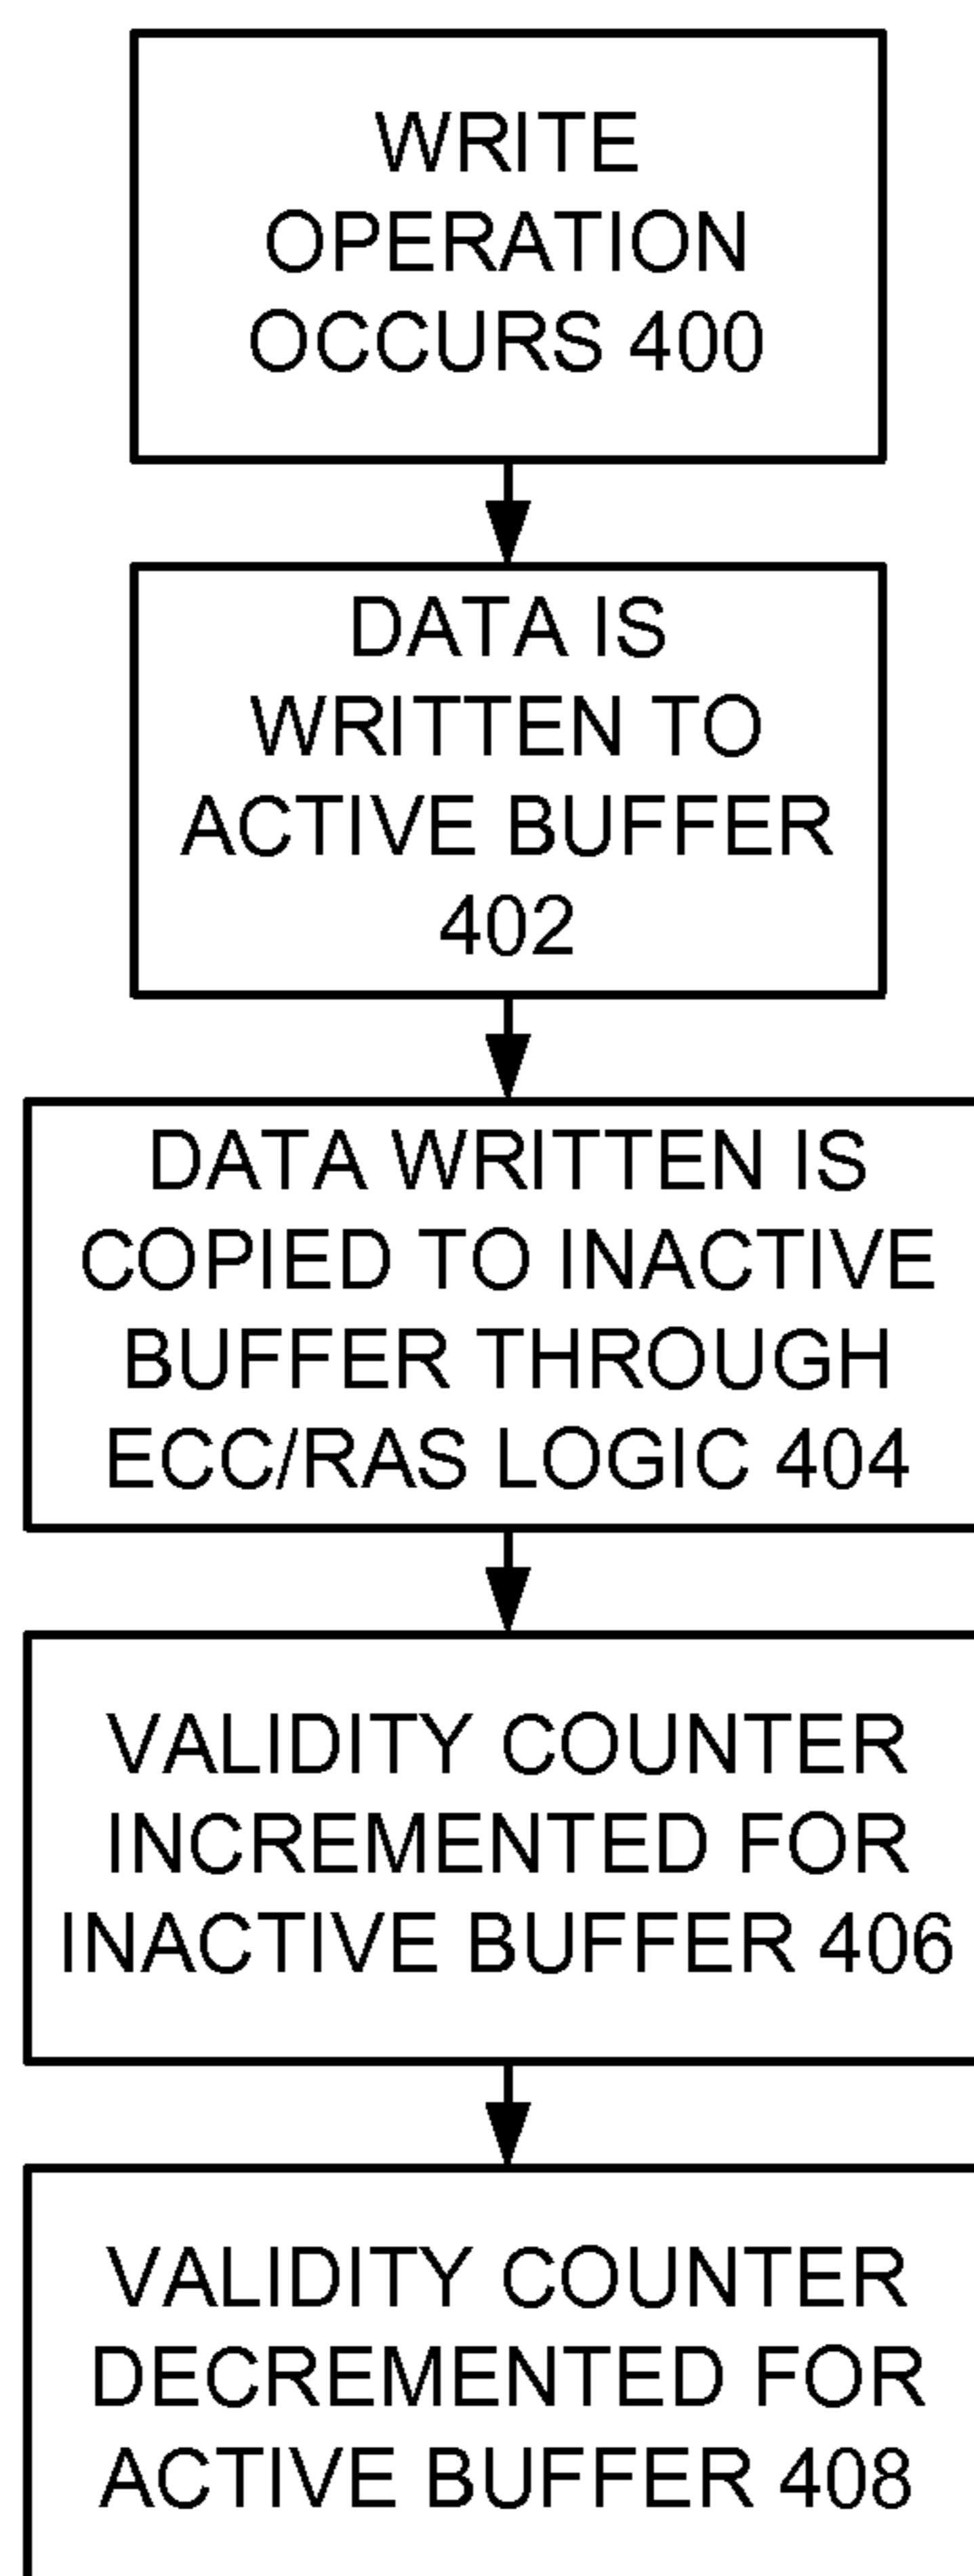 WRITE
OPERATION
OCCURS 400
DATA IS
WRITTEN TO
ACTIVE BUFFER
402
DATA WRITTEN IS
COPIED TO INACTIVE
BUFFER THROUGH
ECC/RAS LOGIC 404
VALIDITY COUNTER
INCREMENTED FOR
INACTIVE BUFFER 406
VALIDITY COUNTER
DECREMENTED FOR
ACTIVE BUFFER 408